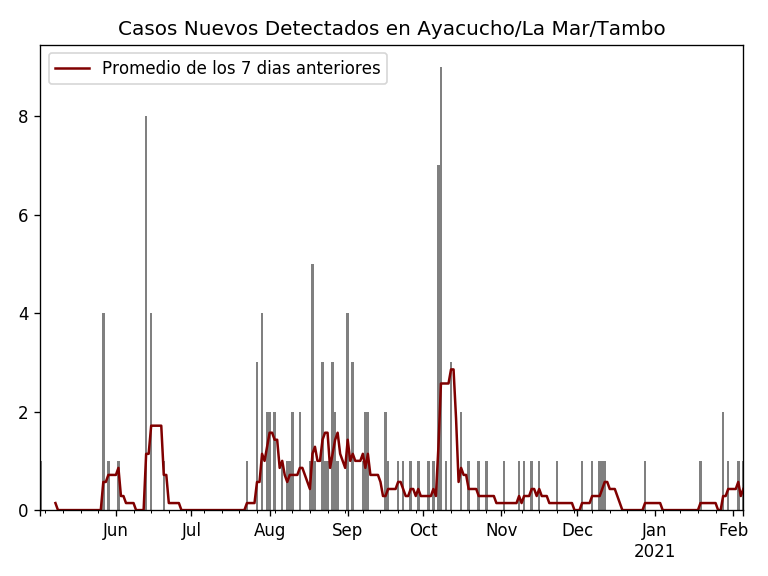 Casos Nuevos Detectados en Ayacucho/La Mar/Tambo
Promedio de los 7 dias anteriores
8
6
4
2
0
Jun Jul Aug Sep Oct Nov Dec Jan Feb
2021